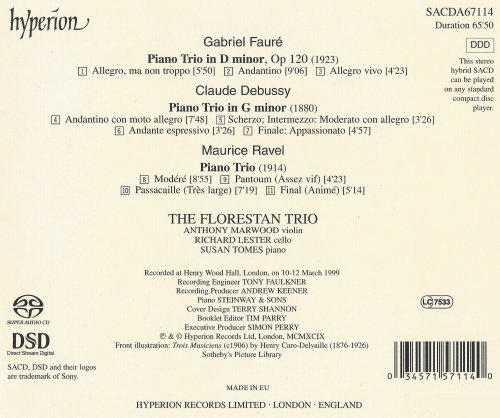 hyperion
SACDA67114
Duration 65'50
DDD
This stereo
hybrid SACD
can be
played on
any standard
compact disc
player.
Gabriel Fauré
Piano Trio in D minor, Op 120 (1923)
1 Allegro, ma non troppo [5'50] 2 Andantino [9'06] 3 Allegro vivo [4'23]
Claude Debussy
Piano Trio in G minor (1880)
4 Andantino con moto allegro [7'48] 5 Scherzo; Intermezzo: Moderato con allegro [3'26]
6 Andante espressivo [3'26] 7 Finale: Appassionato [4'57]
Maurice Ravel
Piano Trio (1914)
8 Modéré [8'55] 9 Pantoum (Assez vif) [4'23]
10 Passacaille (Très large) [7'19] 11 Final (Animé) [5'14]
THE FLORESTAN TRIO
ANTHONY MARWOOD violin
RICHARD LESTER cello
SUSAN TOMES piano
Recorded at Henry Wood Hall, London, on 10-12 March 1999
Recording Engineer TONY FAULKNER
Recording Producer ANDREW KEENER
Piano STEINWAY & SONS
Cover Design TERRY SHANNON
Booklet Editor TIM PARRY
Executive Producer SIMON PERRY
℗ & © Hyperion Records Ltd, London, MCMXCIX
Front illustration: Trois Musiciens (c1906) by Henry Caro-Delvaille (1876-1926)
Sotheby's Picture Library
SUPER AUDIO CD
DSD
Direct Stream Digital
SACD, DSD and their logos
are trademark of Sony.
LC 7533
0 34571 57114 0
MADE IN EU
HYPERION RECORDS LIMITED · LONDON · ENGLAND